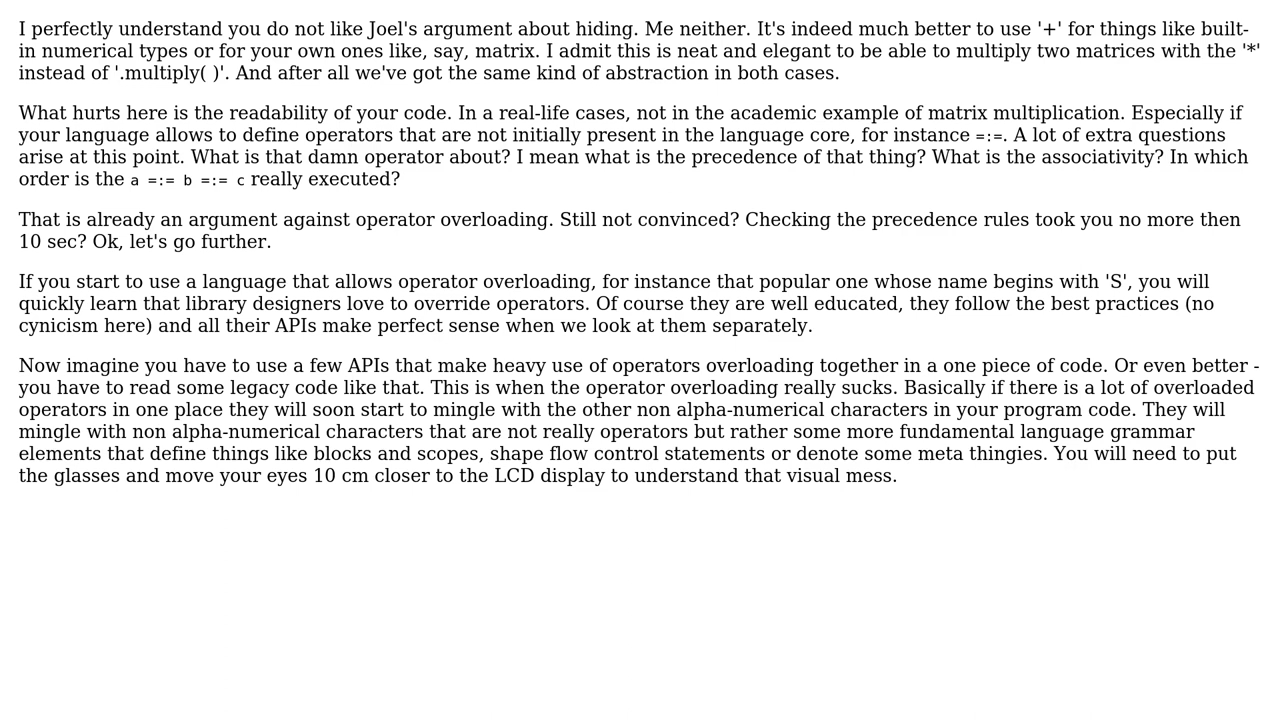 I perfectly understand you do not like Joel's argument about hiding. Me neither. It's indeed much better to use '+' for things like built-
in numerical types or for your own ones like, say, matrix. I admit this is neat and elegant to be able to multiply two matrices with the '*'
instead of '.multiply( )'. And after all we've got the same kind of abstraction in both cases.
What hurts here is the readability of your code. In a real-life cases, not in the academic example of matrix multiplication. Especially if
your language allows to define operators that are not initially present in the language core, for instance =:=. A lot of extra questions
arise at this point. What is that damn operator about? I mean what is the precedence of that thing? What is the associativity? In which
order is the a =:= b =:= c really executed?
That is already an argument against operator overloading. Still not convinced? Checking the precedence rules took you no more then
10 sec? Ok, let's go further.
If you start to use a language that allows operator overloading, for instance that popular one whose name begins with 'S', you will
quickly learn that library designers love to override operators. Of course they are well educated, they follow the best practices (no
cynicism here) and all their APIs make perfect sense when we look at them separately.
Now imagine you have to use a few APIs that make heavy use of operators overloading together in a one piece of code. Or even better -
you have to read some legacy code like that. This is when the operator overloading really sucks. Basically if there is a lot of overloaded
operators in one place they will soon start to mingle with the other non alpha-numerical characters in your program code. They will
mingle with non alpha-numerical characters that are not really operators but rather some more fundamental language grammar
elements that define things like blocks and scopes, shape flow control statements or denote some meta thingies. You will need to put
the glasses and move your eyes 10 cm closer to the LCD display to understand that visual mess.